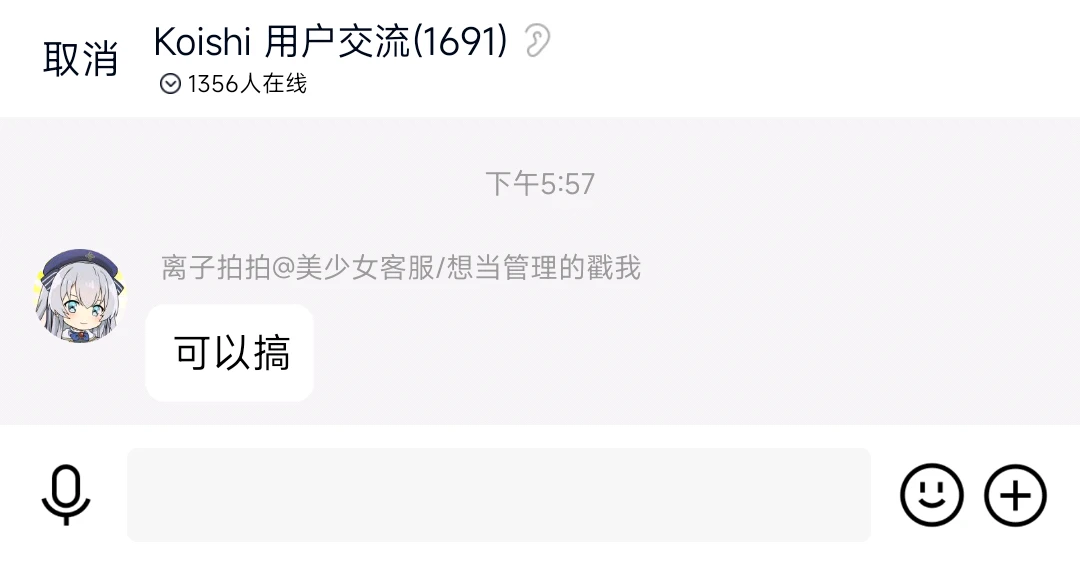 取消
Koishi 用户交流(1691)
1356人在线
下午5:57
离子拍拍@美少女客服/想当管理的戳我
可以搞